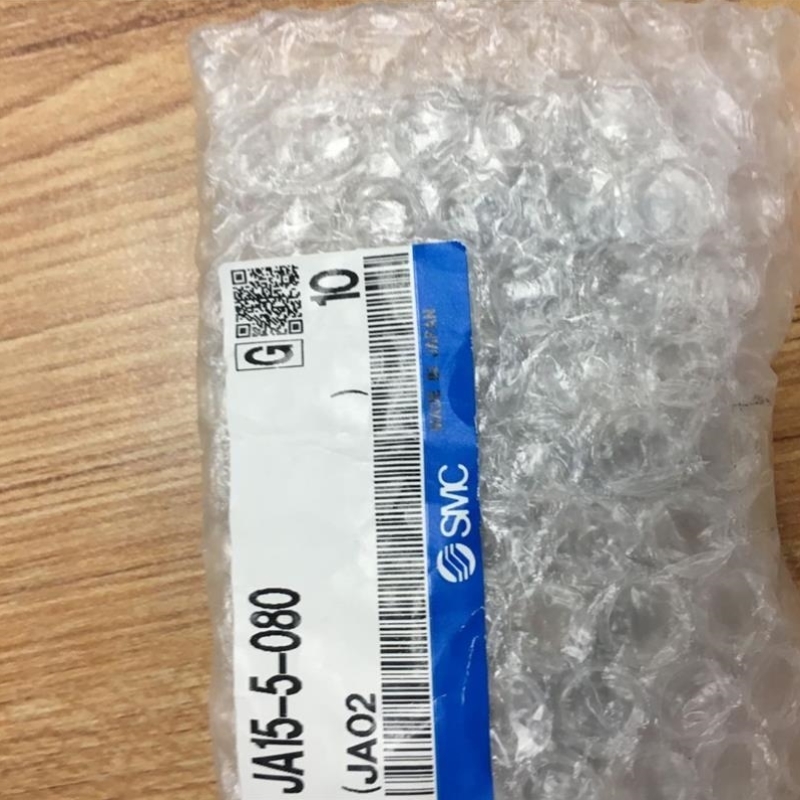 JA15-5-080
G
(JA02
)
10
SMC
MADE IN JAPAN